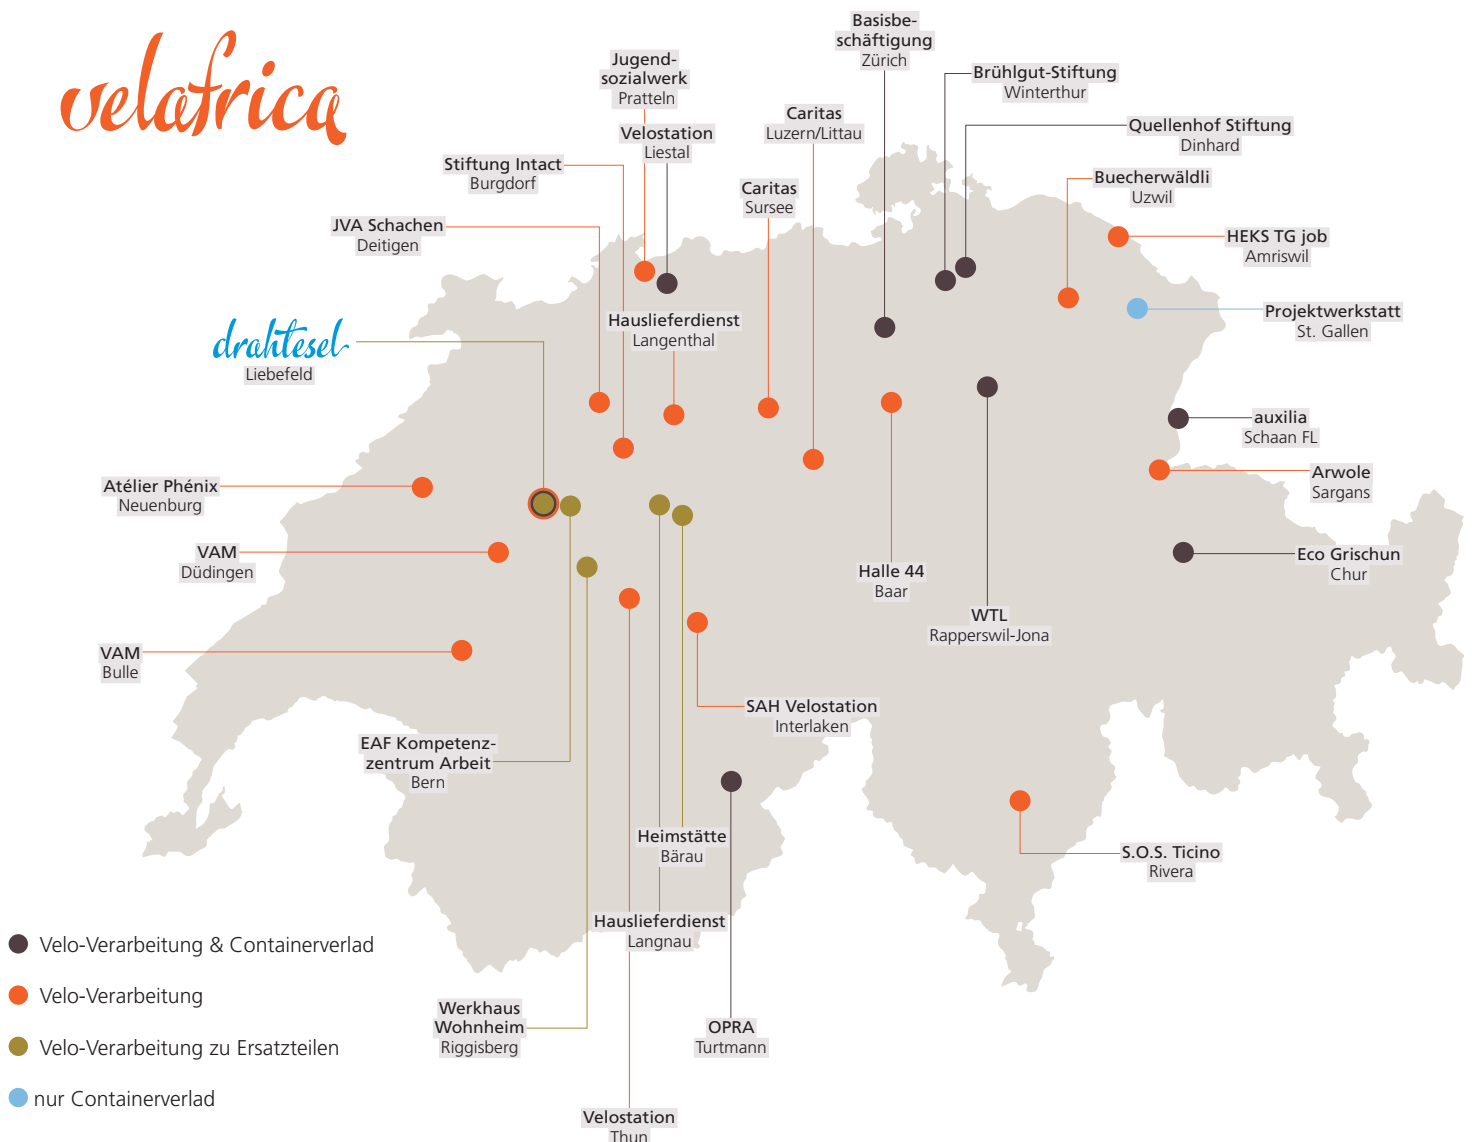 velafrica
Basisbe-
schäftigung
Zürich
Jugend-
sozialwerk
Pratteln
Brühlgut-Stiftung
Winterthur
Caritas
Luzern/Littau
Quellenhof Stiftung
Dinhard
Velostation
Liestal
Stiftung Intact
Burgdorf
Buecherwäldli
Uzwil
Caritas
Sursee
JVA Schachen
Deitigen
HEKS TG job
Amriswil
Hauslieferdienst
Langenthal
Projektwerkstatt
St. Gallen
drahtesel
Liebefeld
auxilia
Schaan FL
Arwole
Sargans
Atélier Phénix
Neuenburg
VAM
Düdingen
Eco Grischun
Chur
Halle 44
Baar
WTL
Rapperswil-Jona
VAM
Bulle
SAH Velostation
Interlaken
EAF Kompetenz-
zentrum Arbeit
Bern
Heimstätte
Bärau
S.O.S. Ticino
Rivera
Hauslieferdienst
Langnau
Werkhaus
Wohnheim
Riggisberg
OPRA
Turtmann
Velostation
Thun
Velo-Verarbeitung & Containerverlad
Velo-Verarbeitung
Velo-Verarbeitung zu Ersatzteilen
nur Containerverlad